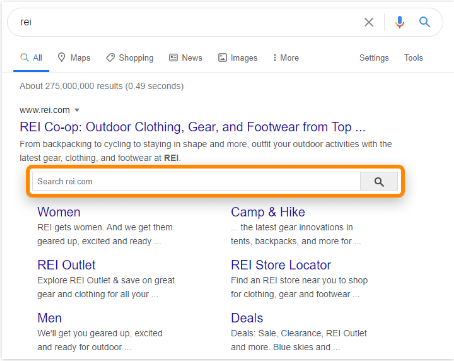 rei
All Maps Shopping News Images More Settings Tools
About 275,000,000 results (0.49 seconds)
www.rei.com
REI Co-op: Outdoor Clothing, Gear, and Footwear from Top ...
From backpacking to cycling to staying in shape and more, outfit your outdoor activities with the
latest gear, clothing, and footwear at REI.
Search rei.com
Women
REI gets women. And we get them
geared up, excited and ready ...
Camp & Hike
... the latest gear innovations in
tents, backpacks, and more for ...
REI Outlet
Explore REI Outlet & save on great
gear and clothing for all your ...
REI Store Locator
Find an REI store near you to shop
for clothing, gear and footwear ...
Men
We'll get you geared up, excited
and ready for outdoor ...
Deals
Deals: Sale, Clearance, REI Outlet
and more. Blue skies and ...